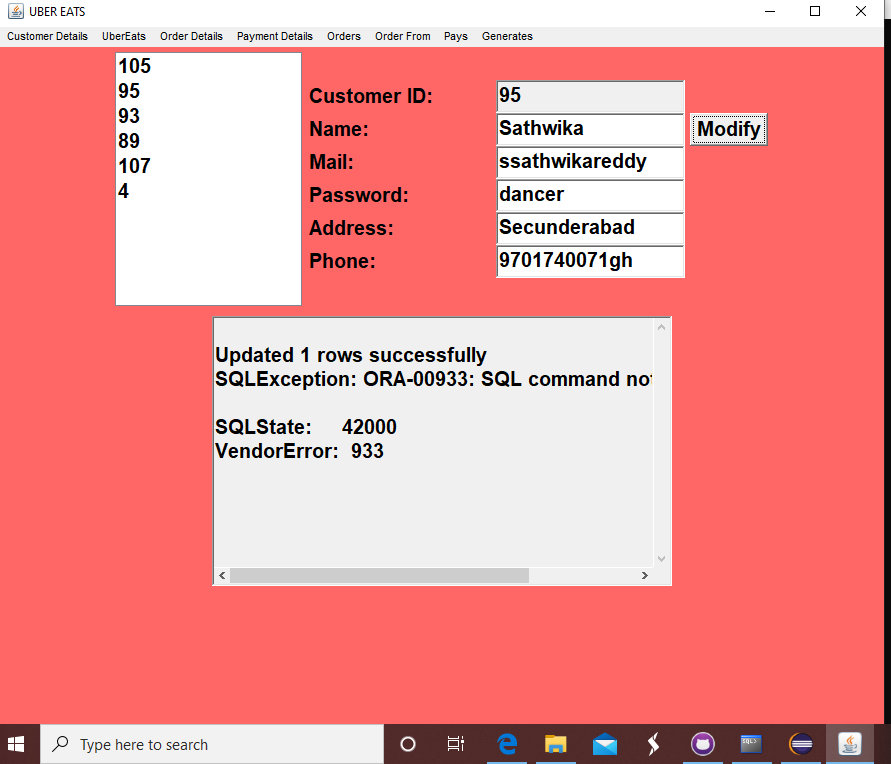 UBER EATS
Customer Details UberEats Order Details Payment Details Orders Order From Pays Generates
105
95
93
89
107
4
Customer ID: 95
Name: Sathwika Modify
Mail: ssathwikareddy
Password: dancer
Address: Secunderabad
Phone: 9701740071gh
Updated 1 rows successfully
SQLException: ORA-00933: SQL command not
SQLState: 42000
VendorError: 933
Type here to search